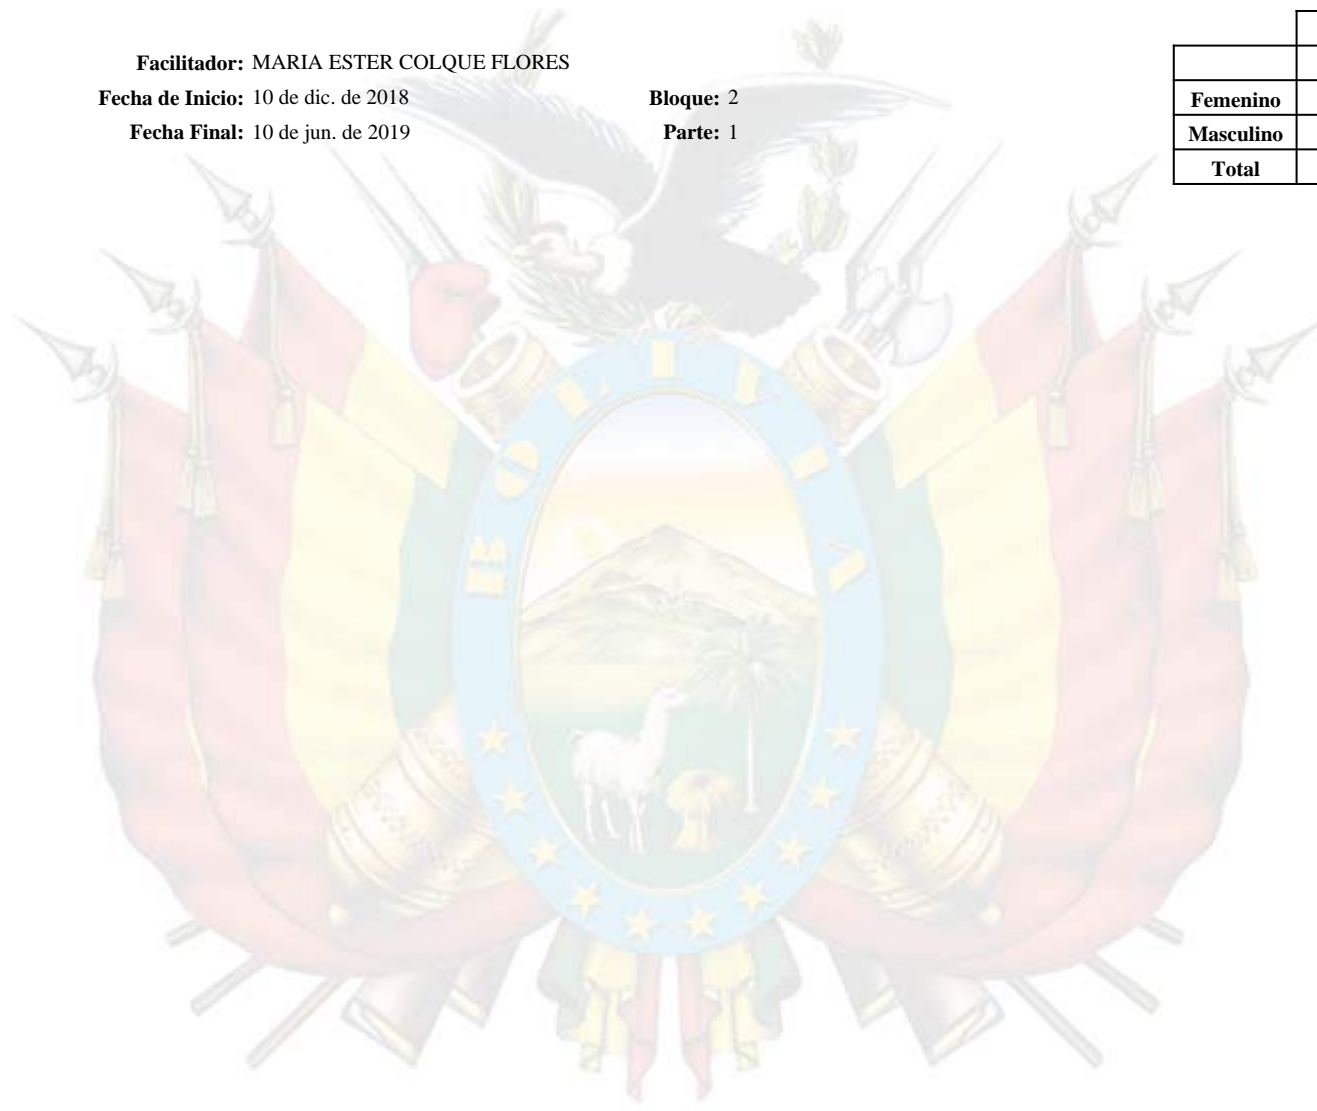 Facilitador: MARIA ESTER COLQUE FLORES
Fecha de Inicio: 10 de dic. de 2018 Bloque: 2
Fecha Final: 10 de jun. de 2019 Parte: 1
Femenino
Masculino
Total
BOLIVIA